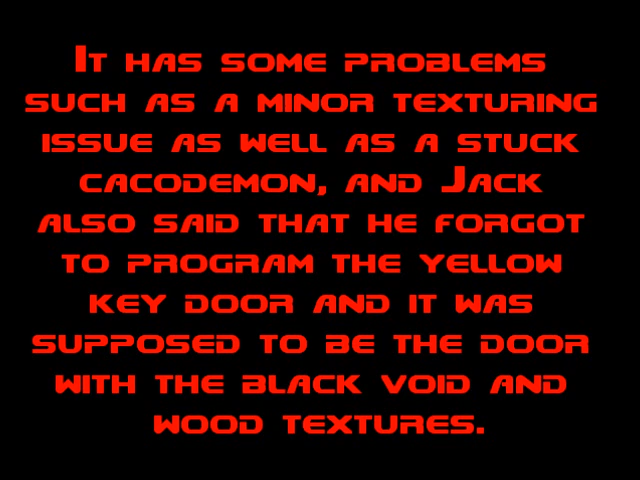 It has some problems
such as a minor texturing
issue as well as a stuck
cacodemon, and Jack
also said that he forgot
to program the yellow
key door and it was
supposed to be the door
with the black void and
wood textures.